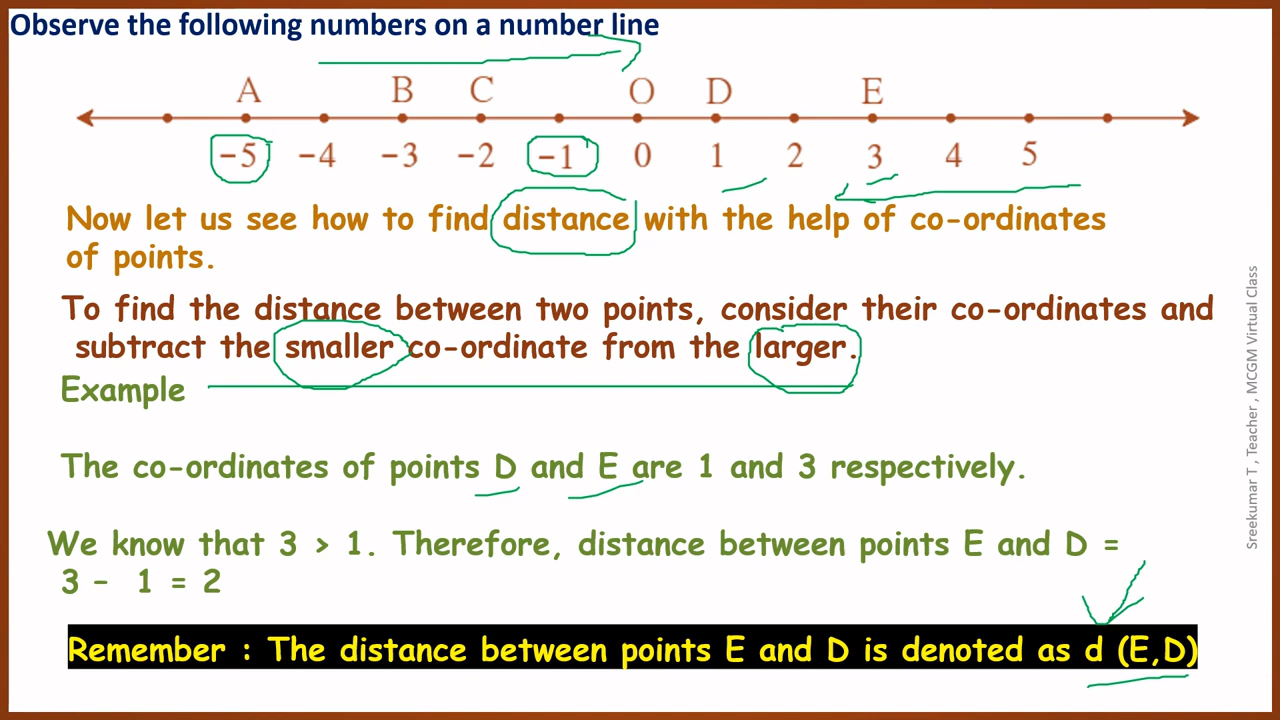 Observe the following numbers on a number line
A B C O D E
−5 −4 −3 −2 −1 0 1 2 3 4 5
Now let us see how to find distance with the help of co-ordinates
of points.
To find the distance between two points, consider their co-ordinates and
subtract the smaller co-ordinate from the larger.
Example
The co-ordinates of points D and E are 1 and 3 respectively.
We know that 3 > 1. Therefore, distance between points E and D =
3 − 1 = 2
Remember : The distance between points E and D is denoted as d (E,D)
Sreekumar T , Teacher , MCGM Virtual Class